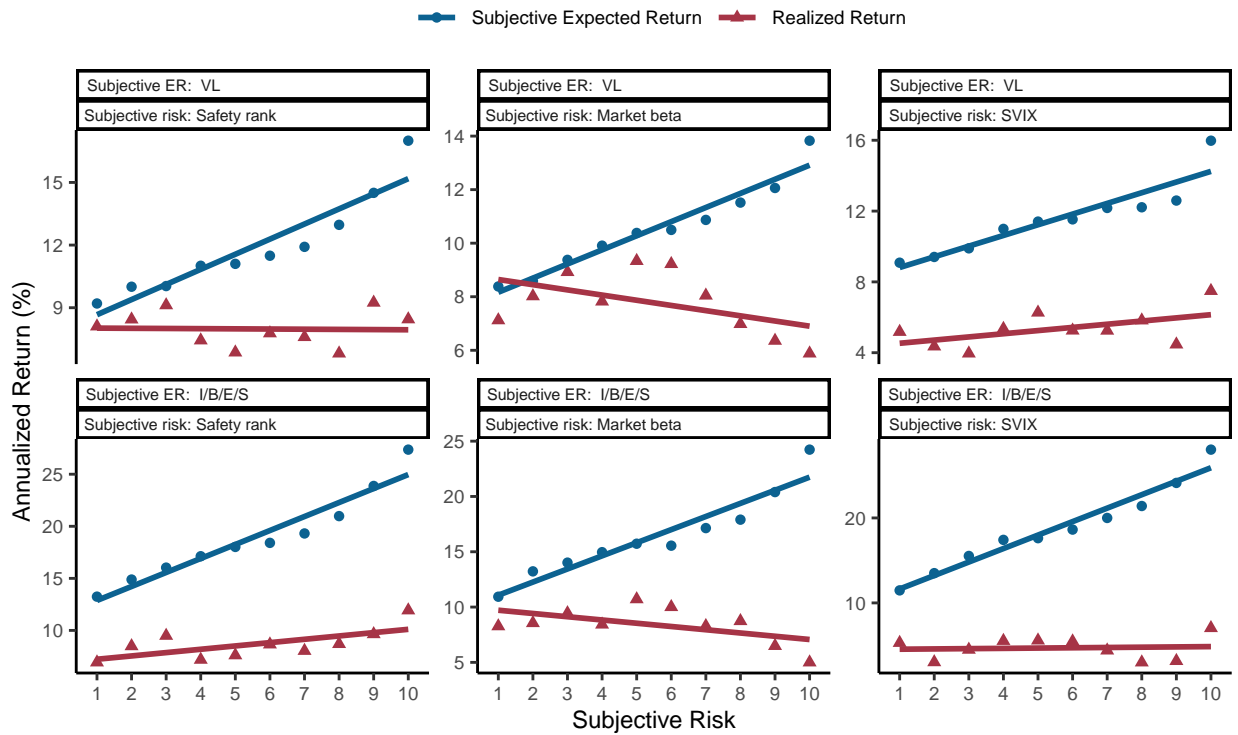 Subjective Expected Return Realized Return
Annualized Return (%)
Subjective ER: VL
Subjective risk: Safety rank
15
12
9
Subjective ER: VL
Subjective risk: Market beta
14
12
10
8
6
Subjective ER: VL
Subjective risk: SVIX
16
12
8
4
Subjective ER: I/B/E/S
Subjective risk: Safety rank
25
20
15
10
1 2 3 4 5 6 7 8 9 10
Subjective ER: I/B/E/S
Subjective risk: Market beta
25
20
15
10
5
1 2 3 4 5 6 7 8 9 10
Subjective ER: I/B/E/S
Subjective risk: SVIX
20
10
1 2 3 4 5 6 7 8 9 10
Subjective Risk